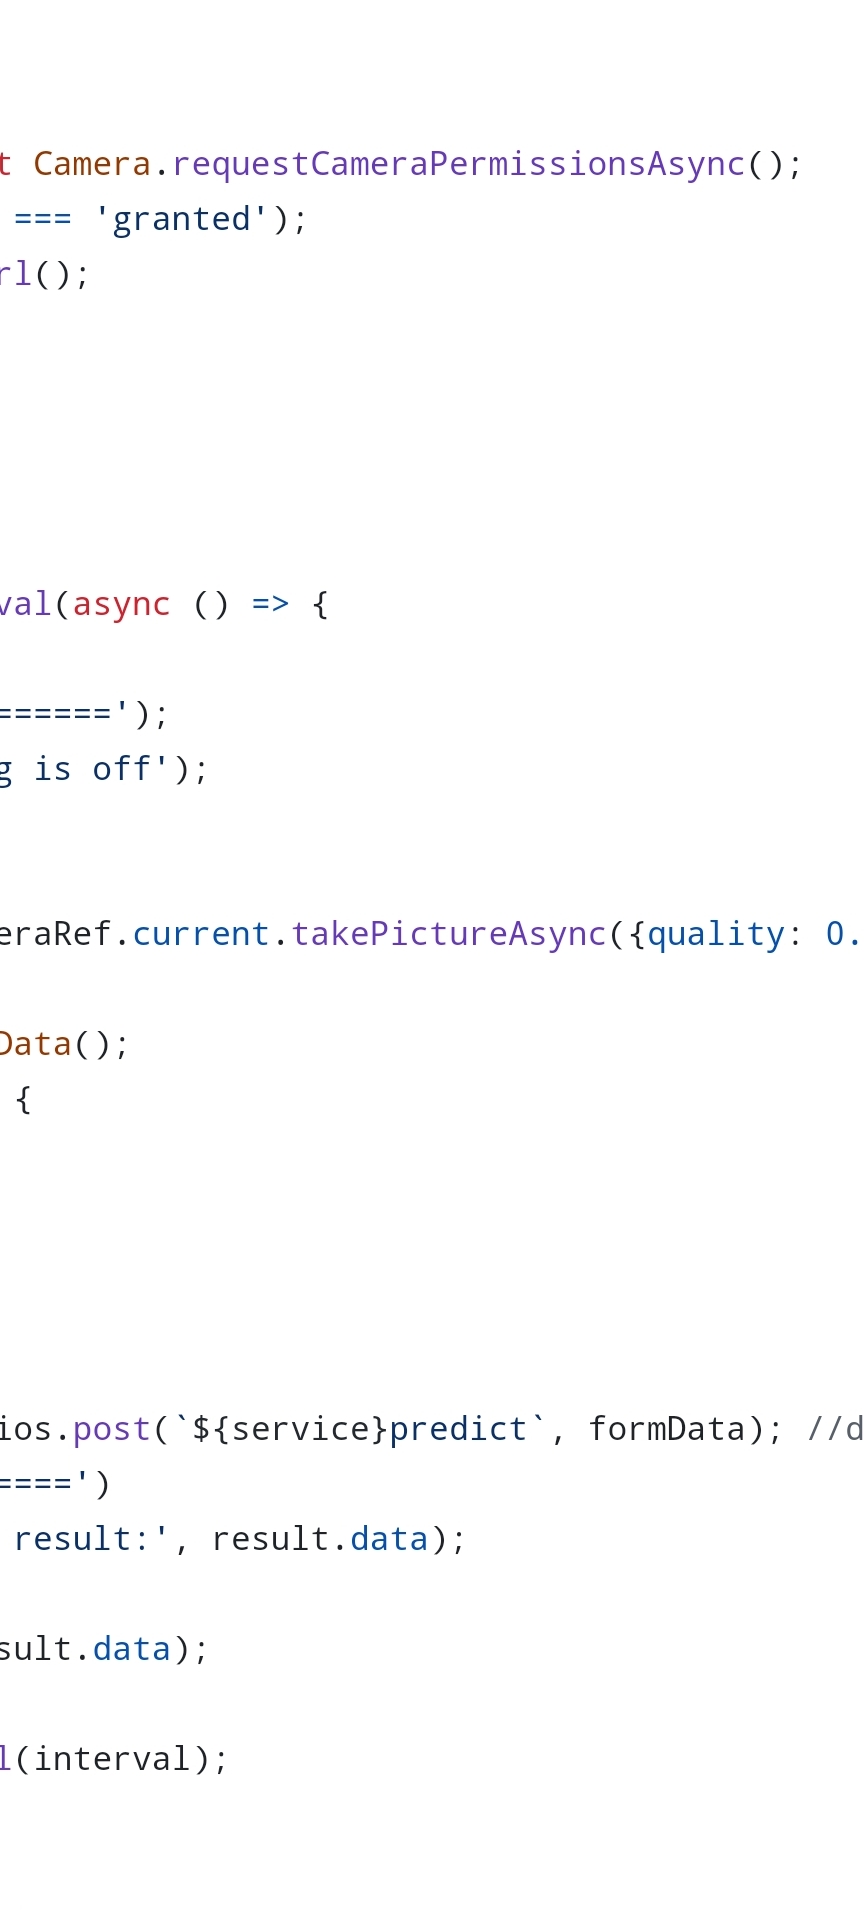 t Camera.requestCameraPermissionsAsync();
=== 'granted');
rl();
val(async () => {
======');
g is off');
eraRef.current.takePictureAsync({quality: 0.
Data();
{
ios.post(`${service}predict`, formData); //d
====')
result:', result.data);
sult.data);
l(interval);